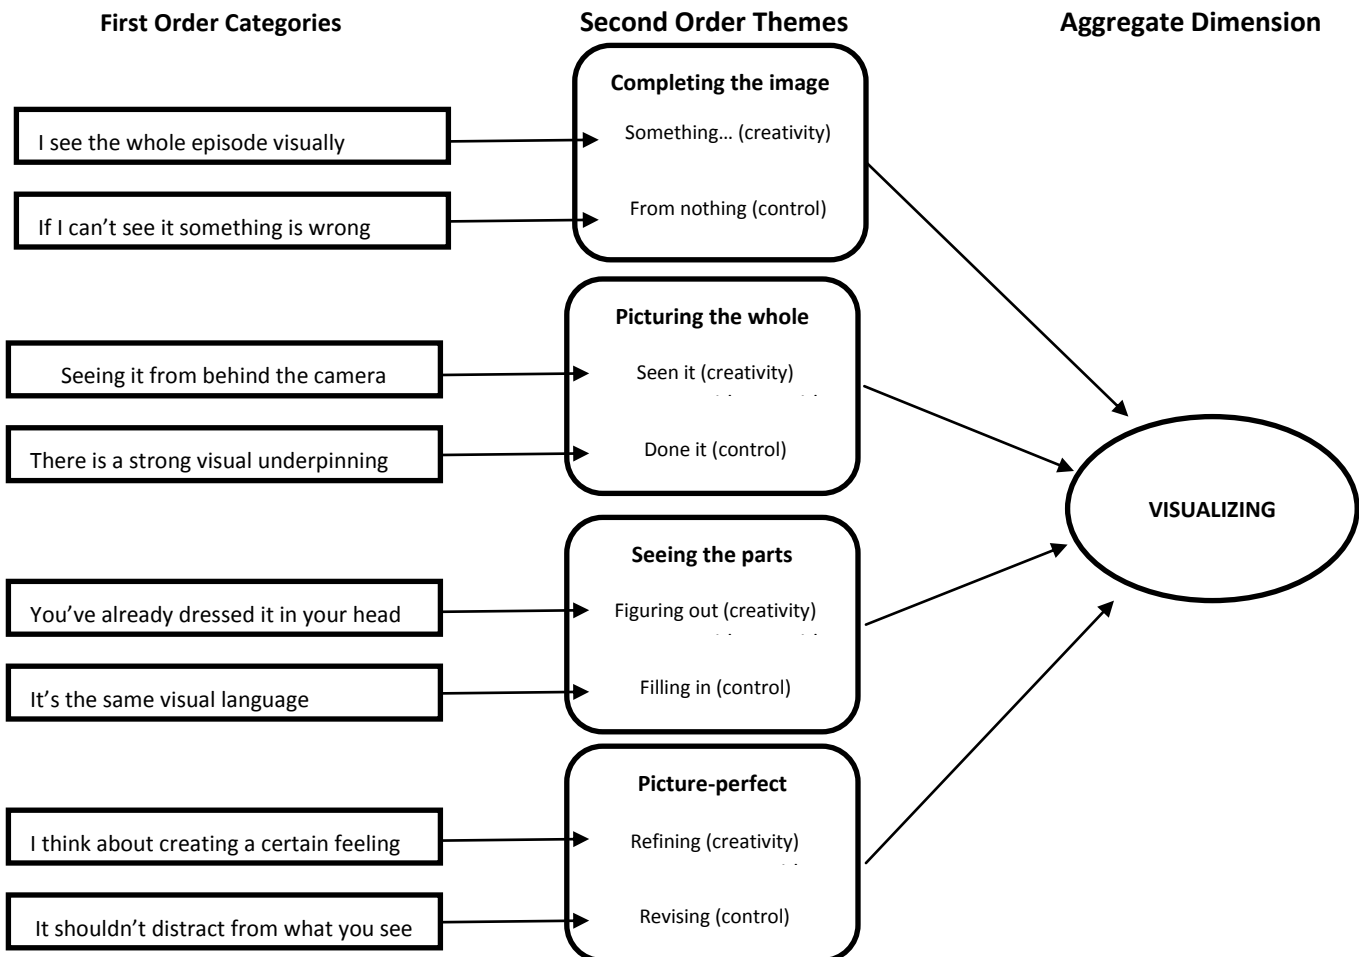 First Order Categories
Second Order Themes
Aggregate Dimension
Completing the image
I see the whole episode visually
Something... (creativity)
If I can’t see it something is wrong
From nothing (control)
Picturing the whole
Seeing it from behind the camera
Seen it (creativity)
There is a strong visual underpinning
Done it (control)
VISUALIZING
Seeing the parts
You’ve already dressed it in your head
Figuring out (creativity)
It’s the same visual language
Filling in (control)
Picture-perfect
I think about creating a certain feeling
Refining (creativity)
It shouldn’t distract from what you see
Revising (control)